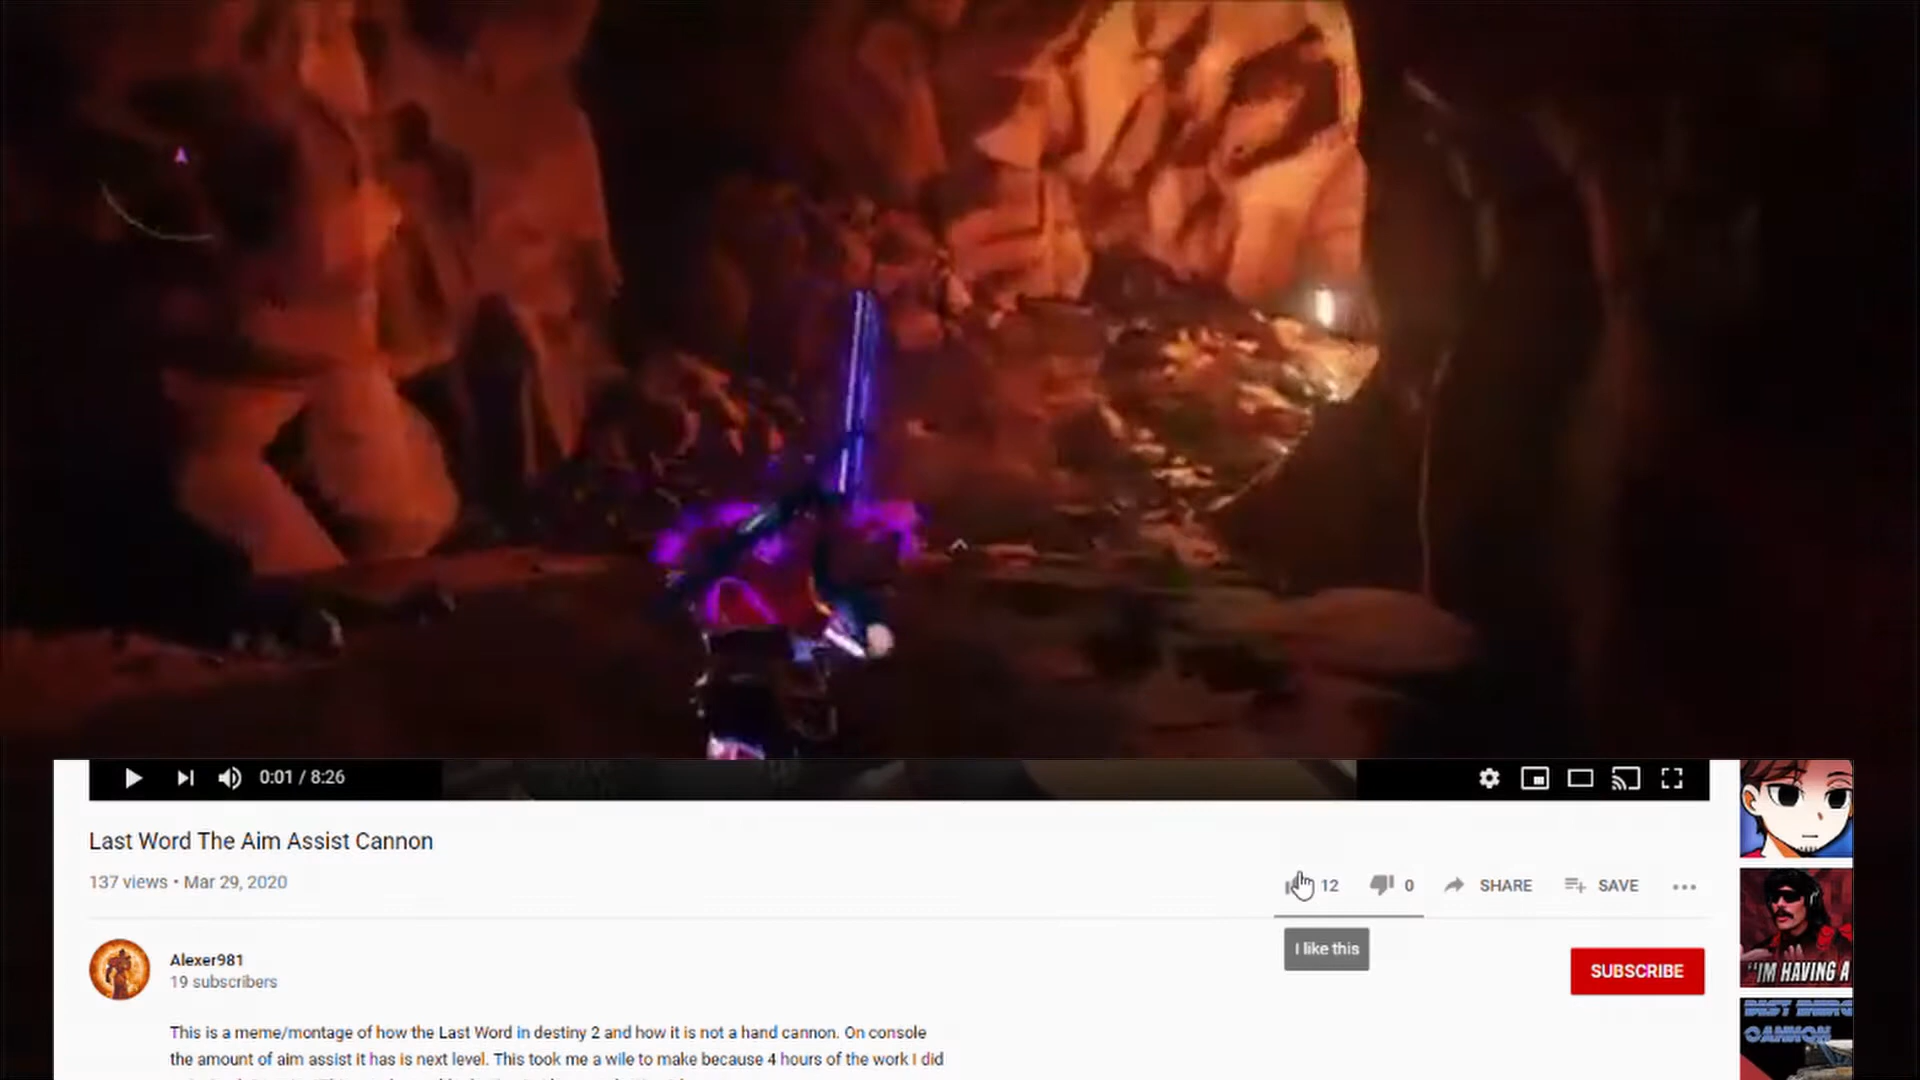 0:01 / 8:26
Last Word The Aim Assist Cannon
137 views • Mar 29, 2020
12
0
SHARE
SAVE
I like this
Alexer981
19 subscribers
SUBSCRIBE
"IM HAVING A
CANNON
This is a meme/montage of how the Last Word in destiny 2 and how it is not a hand cannon. On console
the amount of aim assist it has is next level. This took me a wile to make because 4 hours of the work I did